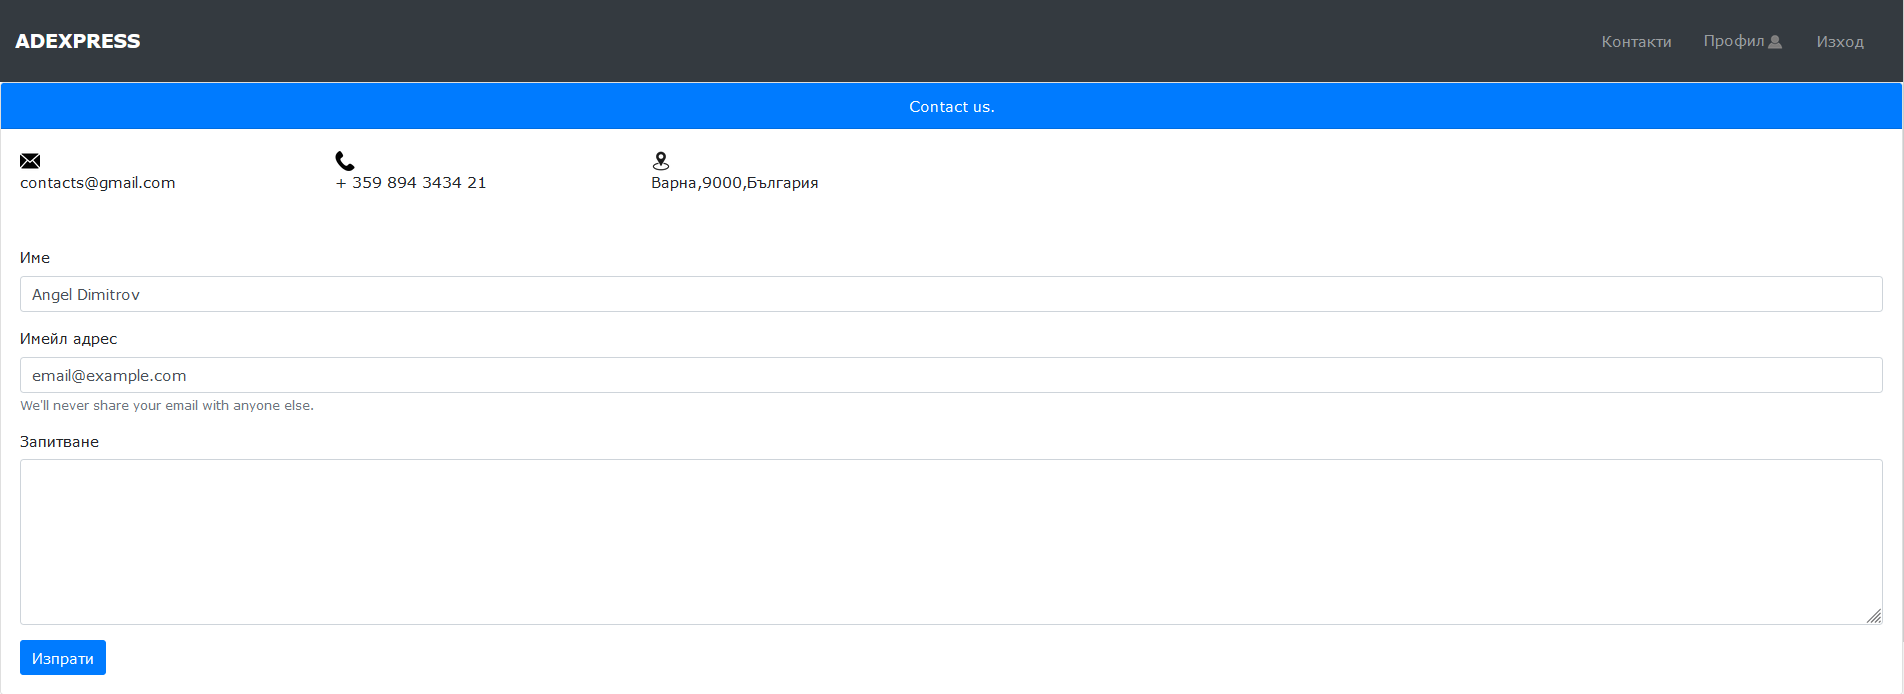 ADEXPRESS
Контакти
Профил
Изход
Contact us.
contacts@gmail.com
+ 359 894 3434 21
Варна,9000,България
Име
Angel Dimitrov
Имейл адрес
email@example.com
We'll never share your email with anyone else.
Запитване
Изпрати